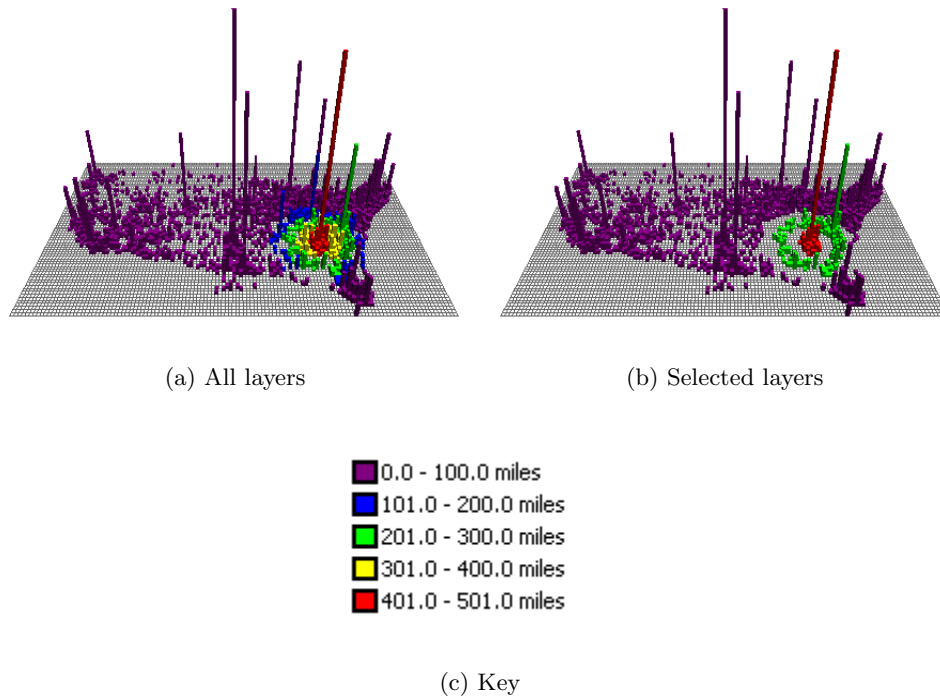 (a) All layers
(b) Selected layers
0.0 - 100.0 miles
101.0 - 200.0 miles
201.0 - 300.0 miles
301.0 - 400.0 miles
401.0 - 501.0 miles
(c) Key